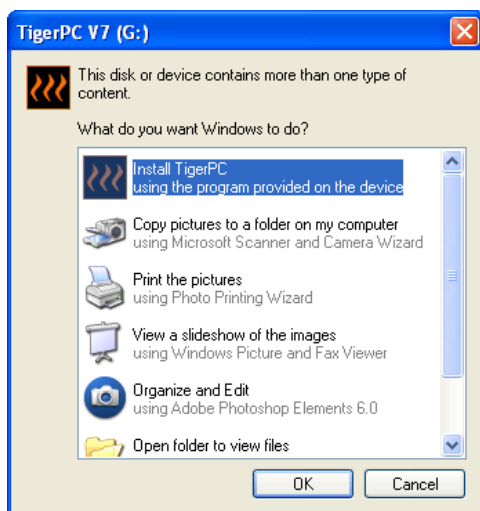 TigerPC V7 (G:)
This disk or device contains more than one type of
content.
What do you want Windows to do?
Install TigerPC
using the program provided on the device
Copy pictures to a folder on my computer
using Microsoft Scanner and Camera Wizard
Print the pictures
using Photo Printing Wizard
View a slideshow of the images
using Windows Picture and Fax Viewer
Organize and Edit
using Adobe Photoshop Elements 6.0
Open folder to view files
OK
Cancel